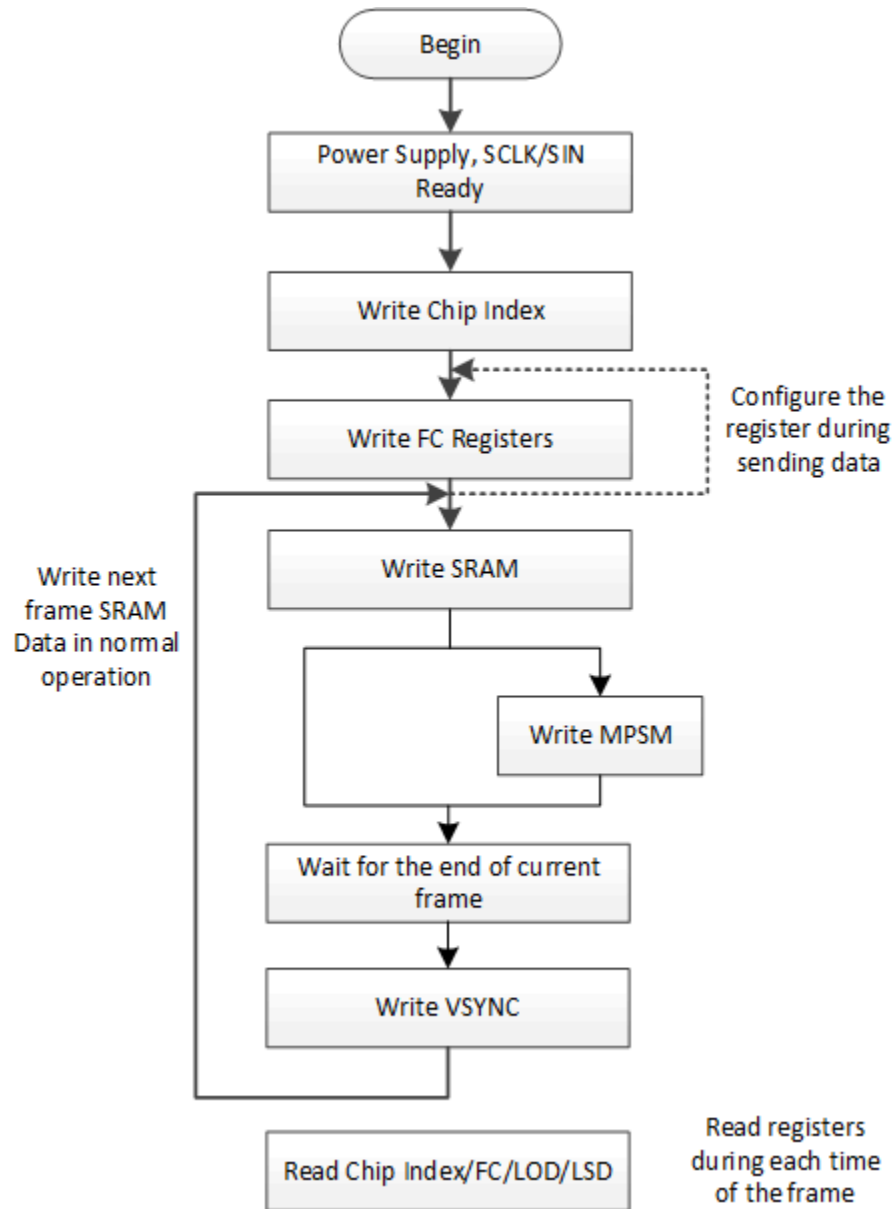 Begin
Power Supply, SCLK/SIN
Ready
Write Chip Index
Configure the
register during
sending data
Write FC Registers
Write SRAM
Write next
frame SRAM
Data in normal
operation
Write MPSM
Wait for the end of current
frame
Write VSYNC
Read Chip Index/FC/LOD/LSD
Read registers
during each time
of the frame